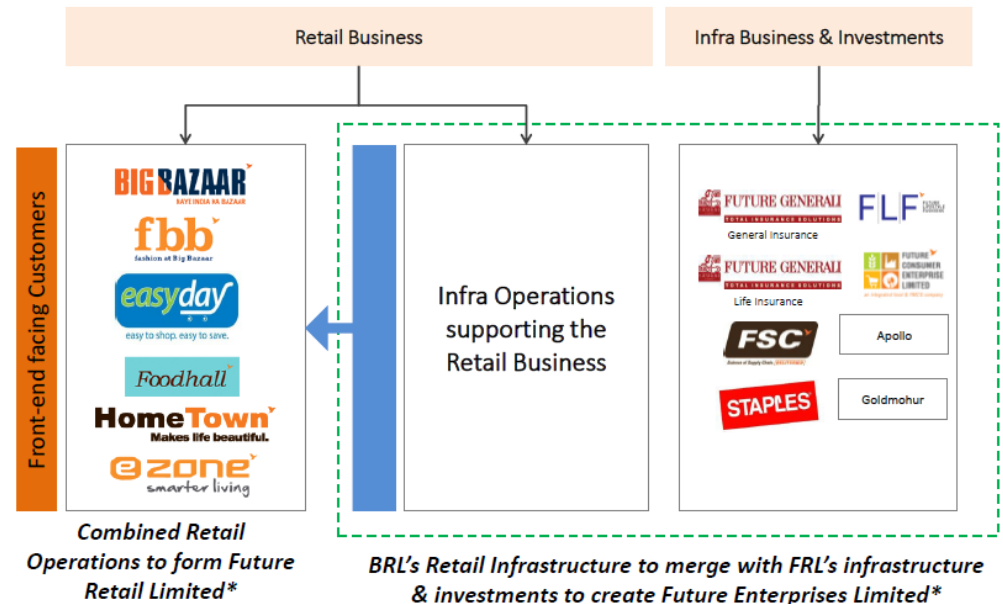 Retail Business
Infra Business & Investments
Front-end facing Customers
BIG BAZAAR
fbb
fashion at Big Bazaar
easyday
easy to shop. easy to save.
Foodhall
HomeTown
Makes life beautiful.
ezone
smarter living
Infra Operations
supporting the
Retail Business
FUTURE GENERALI
TOTAL INSURANCE SOLUTIONS
General Insurance
FLF
FUTURE GENERALI
TOTAL INSURANCE SOLUTIONS
Life Insurance
FUTURE
CONSUMER
ENTERPRISE
LIMITED
FSC
Apollo
STAPLES
Goldmohur
Combined Retail
Operations to form Future
Retail Limited*
BRL's Retail Infrastructure to merge with FRL's infrastructure
& investments to create Future Enterprises Limited*